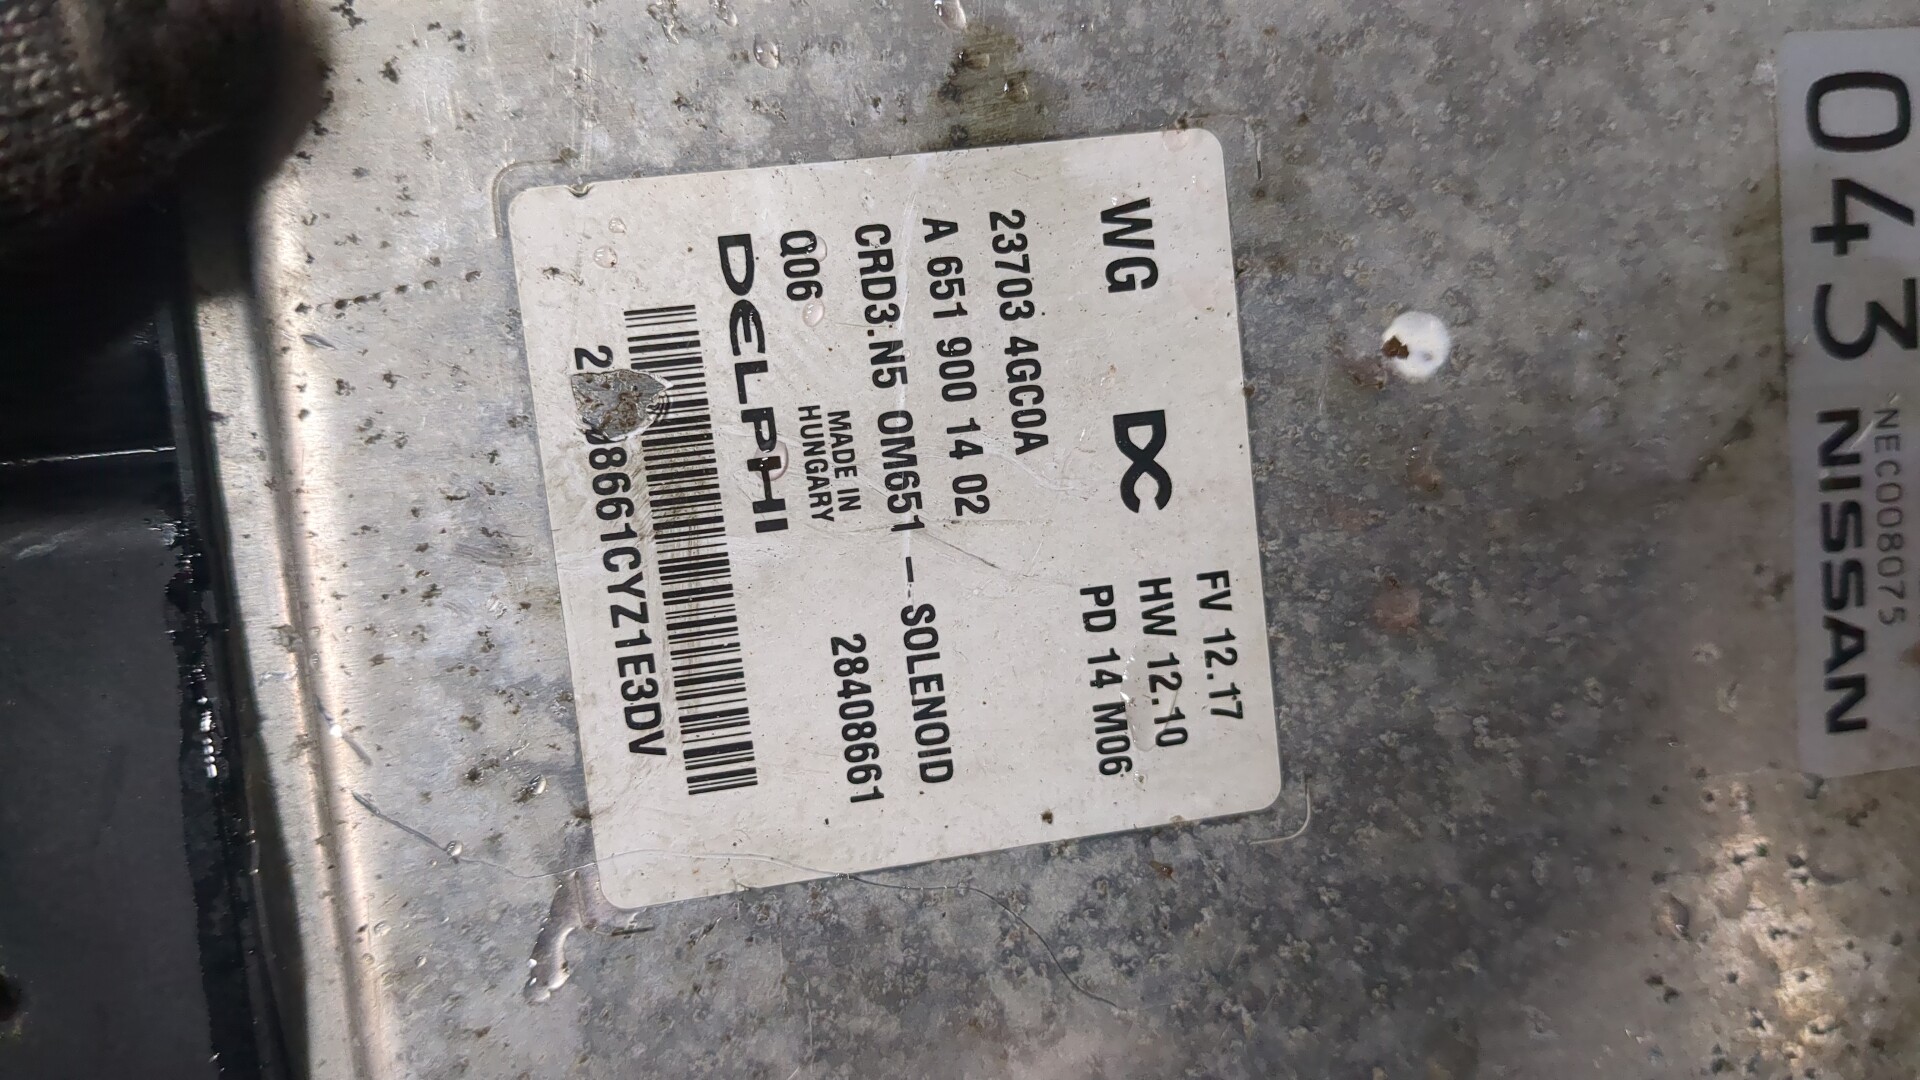 WG DC FV 12.17
HW 12.10
PD 14 M06
23703 4GC0A
A 651 900 14 02
CRD3.N5 OM651 – SOLENOID
Q06 MADE IN HUNGARY 28408661
DELPHI
8661CYZ1E3DV
043
NEC008075
NISSAN